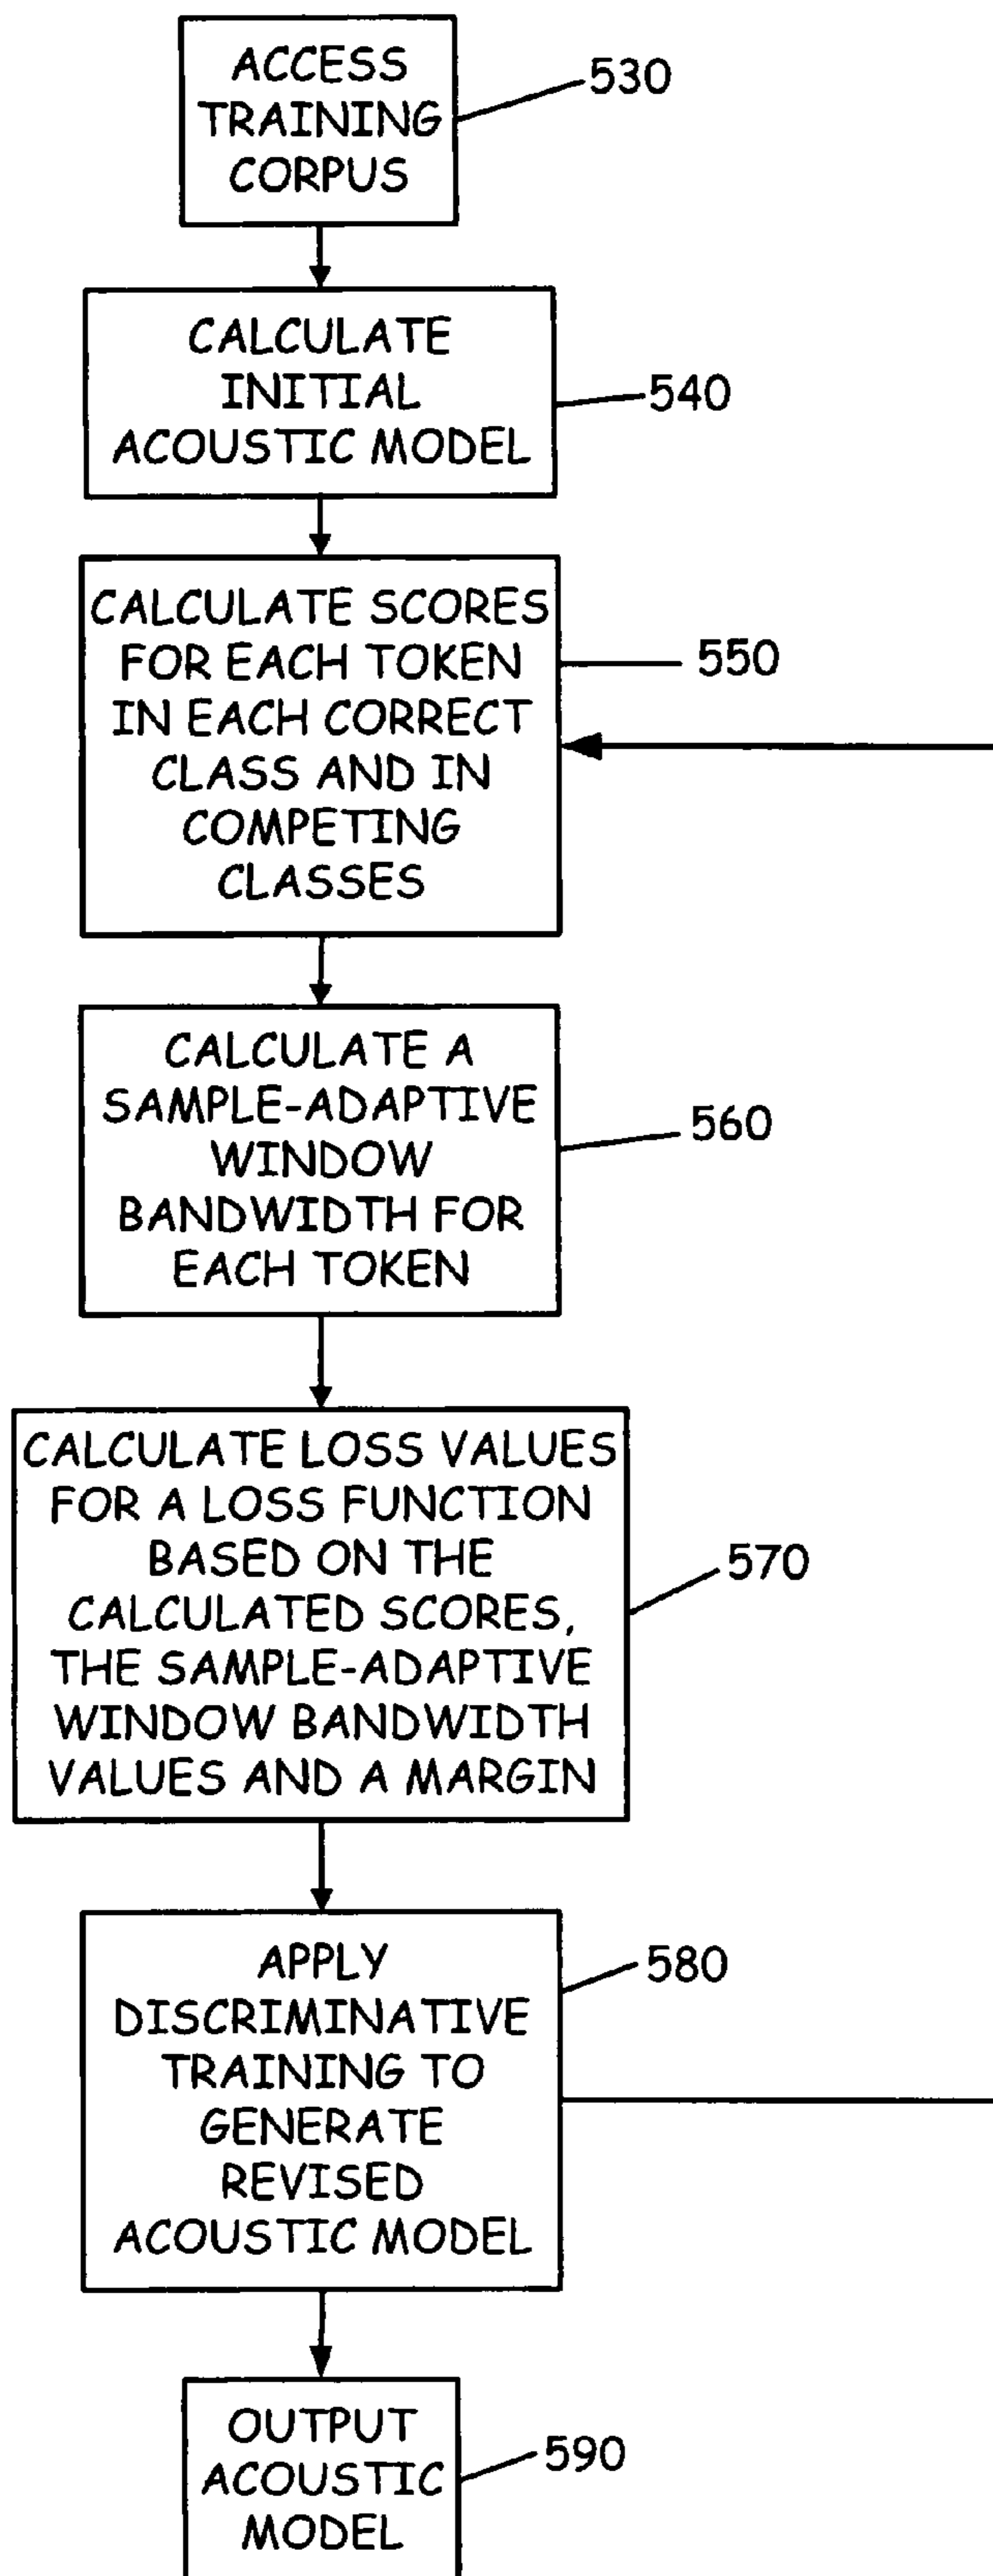 ACCESS
TRAINING
CORPUS
530
CALCULATE
INITIAL
ACOUSTIC MODEL
540
CALCULATE SCORES
FOR EACH TOKEN
IN EACH CORRECT
CLASS AND IN
COMPETING
CLASSES
550
CALCULATE A
SAMPLE-ADAPTIVE
WINDOW
BANDWIDTH FOR
EACH TOKEN
560
CALCULATE LOSS VALUES
FOR A LOSS FUNCTION
BASED ON THE
CALCULATED SCORES,
THE SAMPLE-ADAPTIVE
WINDOW BANDWIDTH
VALUES AND A MARGIN
570
APPLY
DISCRIMINATIVE
TRAINING TO
GENERATE
REVISED
ACOUSTIC MODEL
580
OUTPUT
ACOUSTIC
MODEL
590